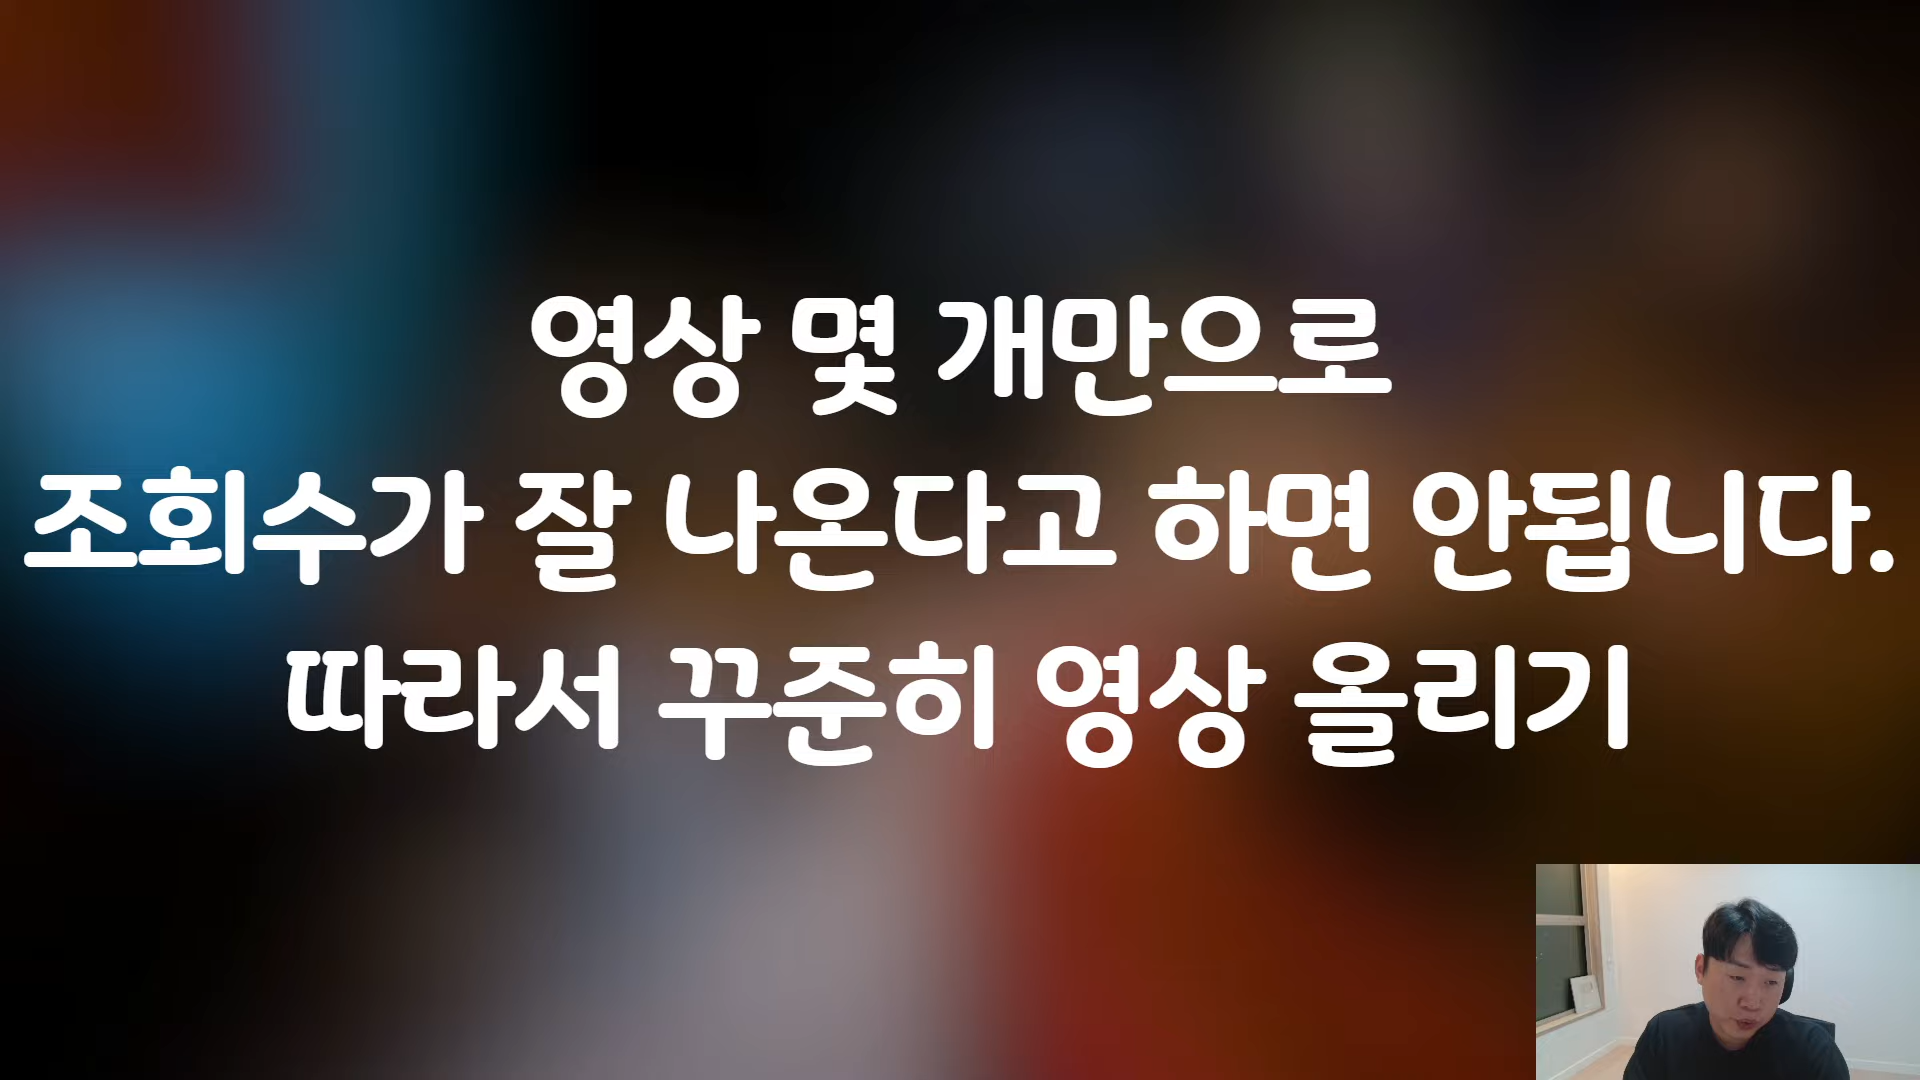 영상 몇 개만으로
조회수가 잘 나온다고 하면 안됩니다.
따라서 꾸준히 영상 올리기